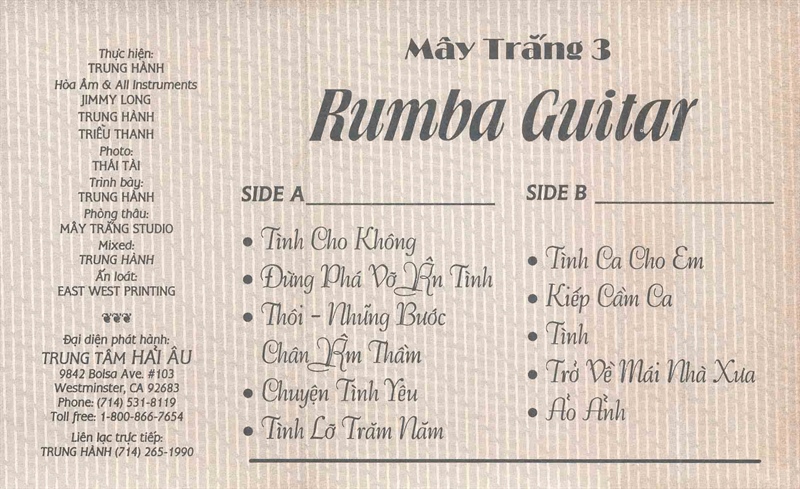 Thực hiện:
TRUNG HÀNH
Hòa Âm & All Instruments
JIMMY LONG
TRUNG HÀNH
TRIỀU THANH
Photo:
THÁI TÀI
Trình bày:
TRUNG HÀNH
Phòng thâu:
MÂY TRẮNG STUDIO
Mixed:
TRUNG HÀNH
Ấn loát:
EAST WEST PRINTING
Đại diện phát hành:
TRUNG TÂM HẢI ÂU
9842 Bolsa Ave. #103
Westminster, CA 92683
Phone: (714) 531-8119
Toll free: 1-800-866-7654
Liên lạc trực tiếp:
TRUNG HÀNH (714) 265-1990
Mây Trắng 3
Rumba Guitar
SIDE A
• Tình Cho Không
• Đừng Phá Vỡ Ân Tình
• Thôi - Những Bước
Chân Âm Thầm
• Chuyện Tình Yêu
• Tình Lỡ Trăm Năm
SIDE B
• Tình Ca Cho Em
• Kiếp Cầm Ca
• Tình
• Trở Về Mái Nhà Xưa
• Ảo Ảnh